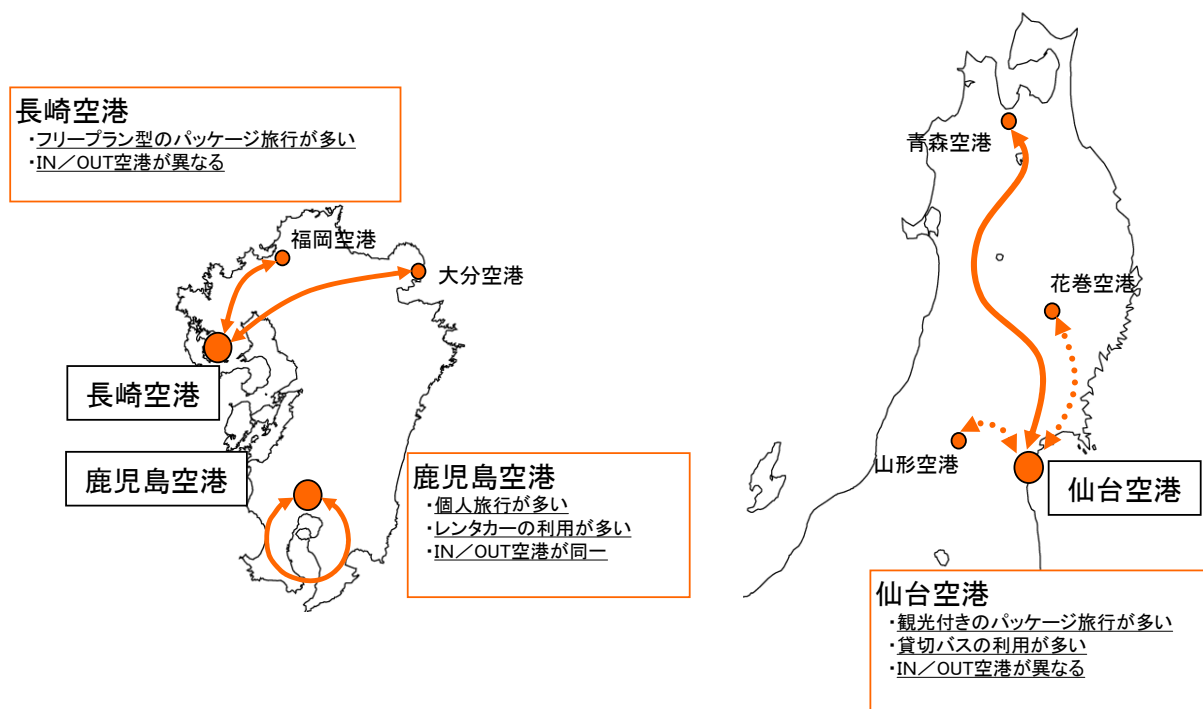 長崎空港
・フリープラン型のパッケージ旅行が多い
・IN／OUT空港が異なる
福岡空港
大分空港
長崎空港
鹿児島空港
鹿児島空港
・個人旅行が多い
・レンタカーの利用が多い
・IN／OUT空港が同一
青森空港
花巻空港
山形空港
仙台空港
仙台空港
・観光付きのパッケージ旅行が多い
・貸切バスの利用が多い
・IN／OUT空港が異なる